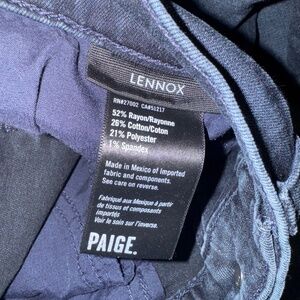 LENNOX
RN#27002 CA#51217
52% Rayon/Rayonne
26% Cotton/Coton
21% Polyester
1% Spandex
Made in Mexico of Imported
fabric and components.
See care on reverse.
Fabriqué aux Mexique à partir
de tissus et composants
importés
Voir le soin sur l'inverse.
PAIGE.